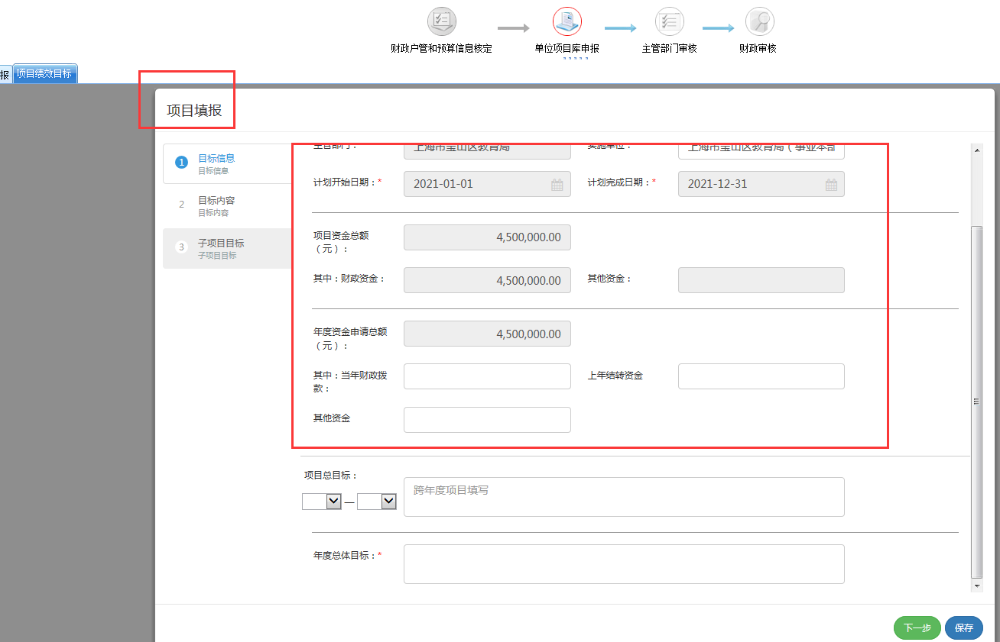 财政户管和预算信息核定
单位项目库申报
主管部门审核
财政审核
报
项目绩效目标
项目填报
1
目标信息
目标信息
2
目标内容
目标内容
3
子项目目标
子项目目标
主管部门：
上海市宝山区教育局
实施单位：
上海市宝山区教育局（事业本部
计划开始日期：*
2021-01-01
计划完成日期：*
2021-12-31
项目资金总额
（元）：
4,500,000.00
其中：财政资金：
4,500,000.00
其他资金：
年度资金申请总额
（元）：
4,500,000.00
其中：当年财政拨
款：
上年结转资金
其他资金
项目总目标：
—
跨年度项目填写
年度总体目标：*
下一步
保存